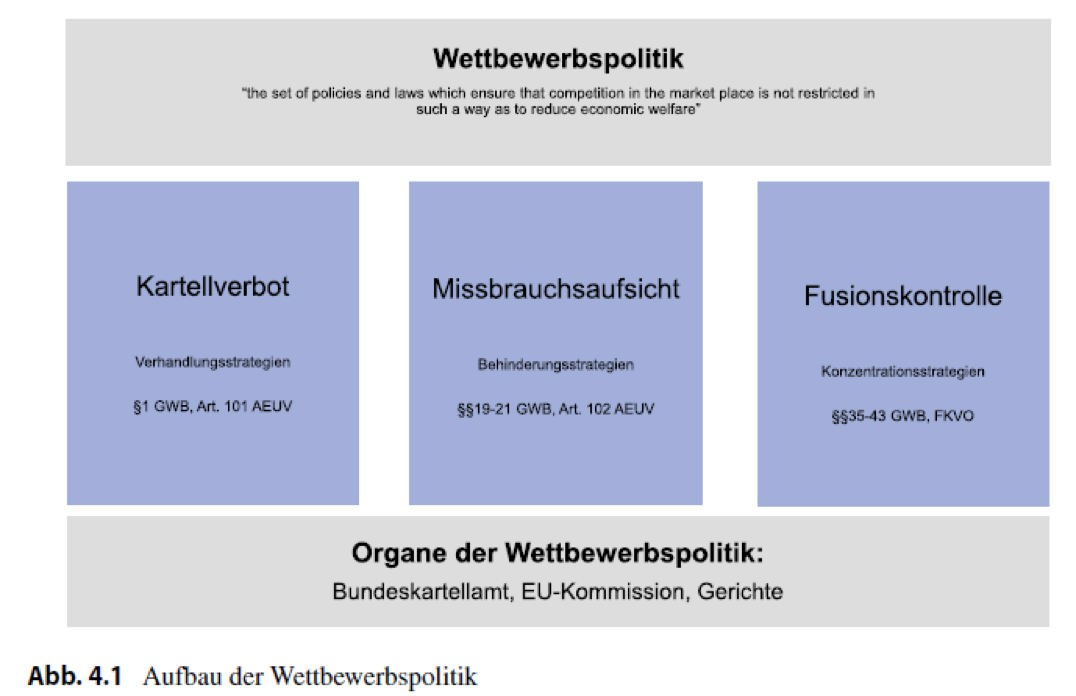 Wettbewerbspolitik
“the set of policies and laws which ensure that competition in the market place is not restricted in
such a way as to reduce economic welfare”
Kartellverbot
Verhandlungsstrategien
§1 GWB, Art. 101 AEUV
Missbrauchsaufsicht
Behinderungsstrategien
§§19-21 GWB, Art. 102 AEUV
Fusionskontrolle
Konzentrationsstrategien
§§35-43 GWB, FKVO
Organe der Wettbewerbspolitik:
Bundeskartellamt, EU-Kommission, Gerichte
Abb. 4.1 Aufbau der Wettbewerbspolitik